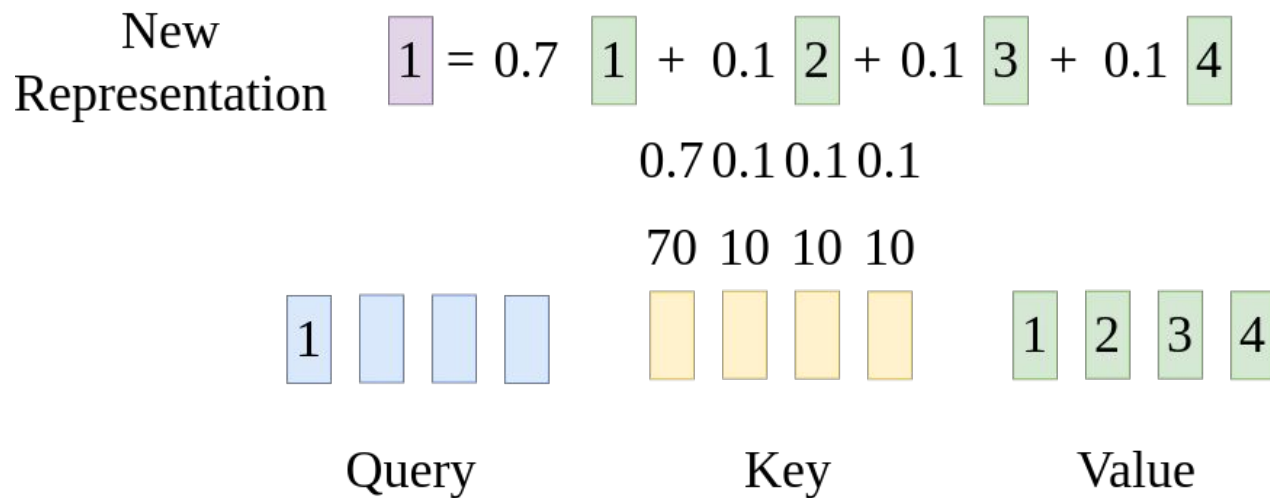 New
Representation
1 = 0.7 1 + 0.1 2 + 0.1 3 + 0.1 4
0.7 0.1 0.1 0.1
70 10 10 10
1
1 2 3 4
Query Key Value